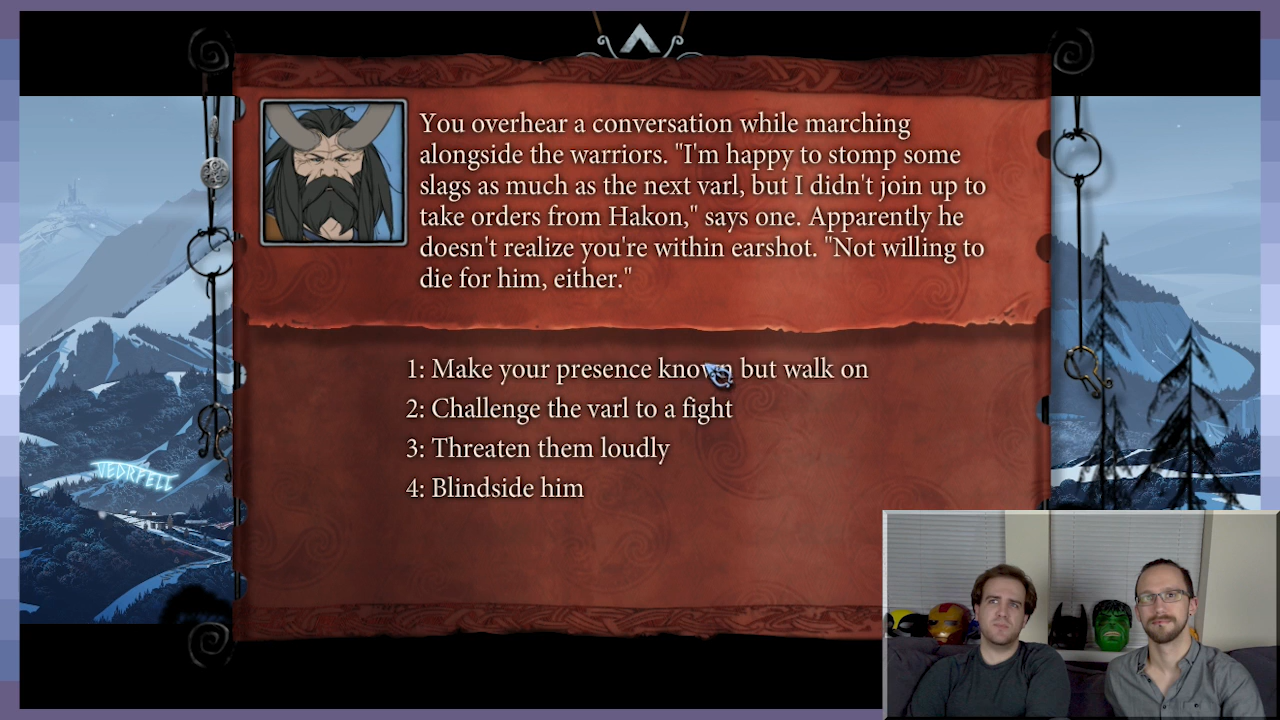 You overhear a conversation while marching
alongside the warriors. "I'm happy to stomp some
slags as much as the next varl, but I didn't join up to
take orders from Hakon," says one. Apparently he
doesn't realize you're within earshot. "Not willing to
die for him, either."
1: Make your presence known but walk on
2: Challenge the varl to a fight
3: Threaten them loudly
4: Blindside him
VEDRFELL